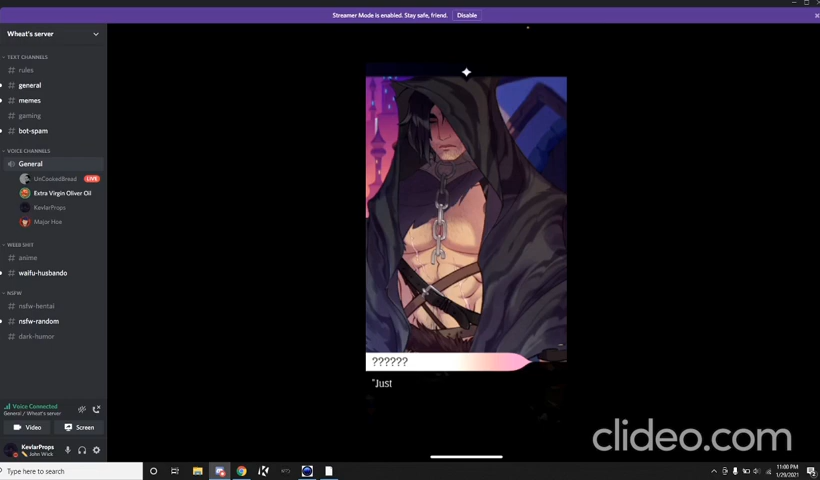 Streamer Mode is enabled. Stay safe, friend. Disable
Wheat's server
TEXT CHANNELS
# rules
# general
# memes
# gaming
# bot-spam
VOICE CHANNELS
General
UnCookedBread LIVE
Extra Virgin Oliver Oil
KevlarProps
Major Hoe
WEEB SHIT
# anime
# waifu-husbando
NSFW
# nsfw-hentai
# nsfw-random
# dark-humor
??????
"Just
Voice Connected
General / Wheat's server
Video
Screen
KevlarProps
John Wick
clideo.com
Type here to search
11:00 PM
1/29/2021